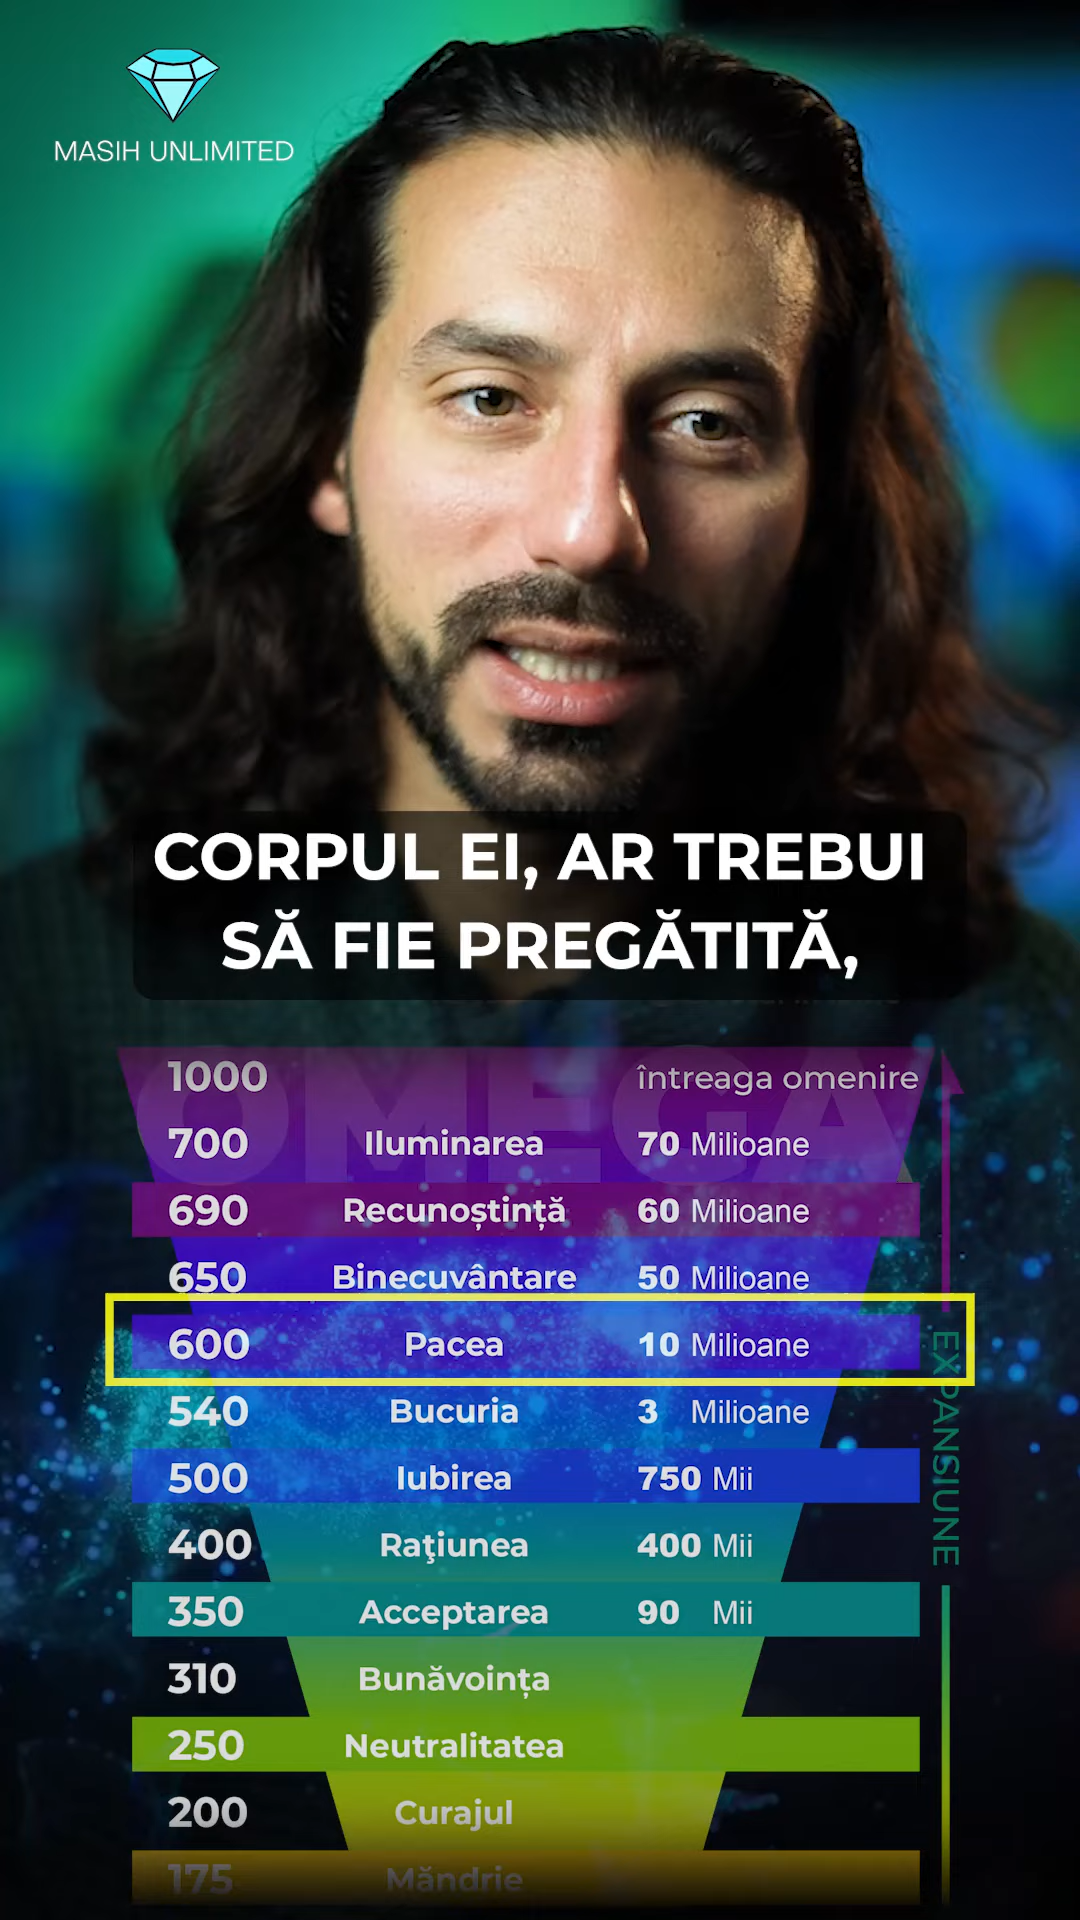 MASIH UNLIMITED
CORPUL EI, AR TREBUI
SĂ FIE PREGĂTITĂ,
OMEGA
1000 întreaga omenire
700 Iluminarea 70 Milioane
690 Recunoștință 60 Milioane
650 Binecuvântare 50 Milioane
600 Pacea 10 Milioane
540 Bucuria 3 Milioane
500 Iubirea 750 Mii
400 Raţiunea 400 Mii
350 Acceptarea 90 Mii
310 Bunăvoința
250 Neutralitatea
200 Curajul
175 Măndrie
EXPANSIUNE